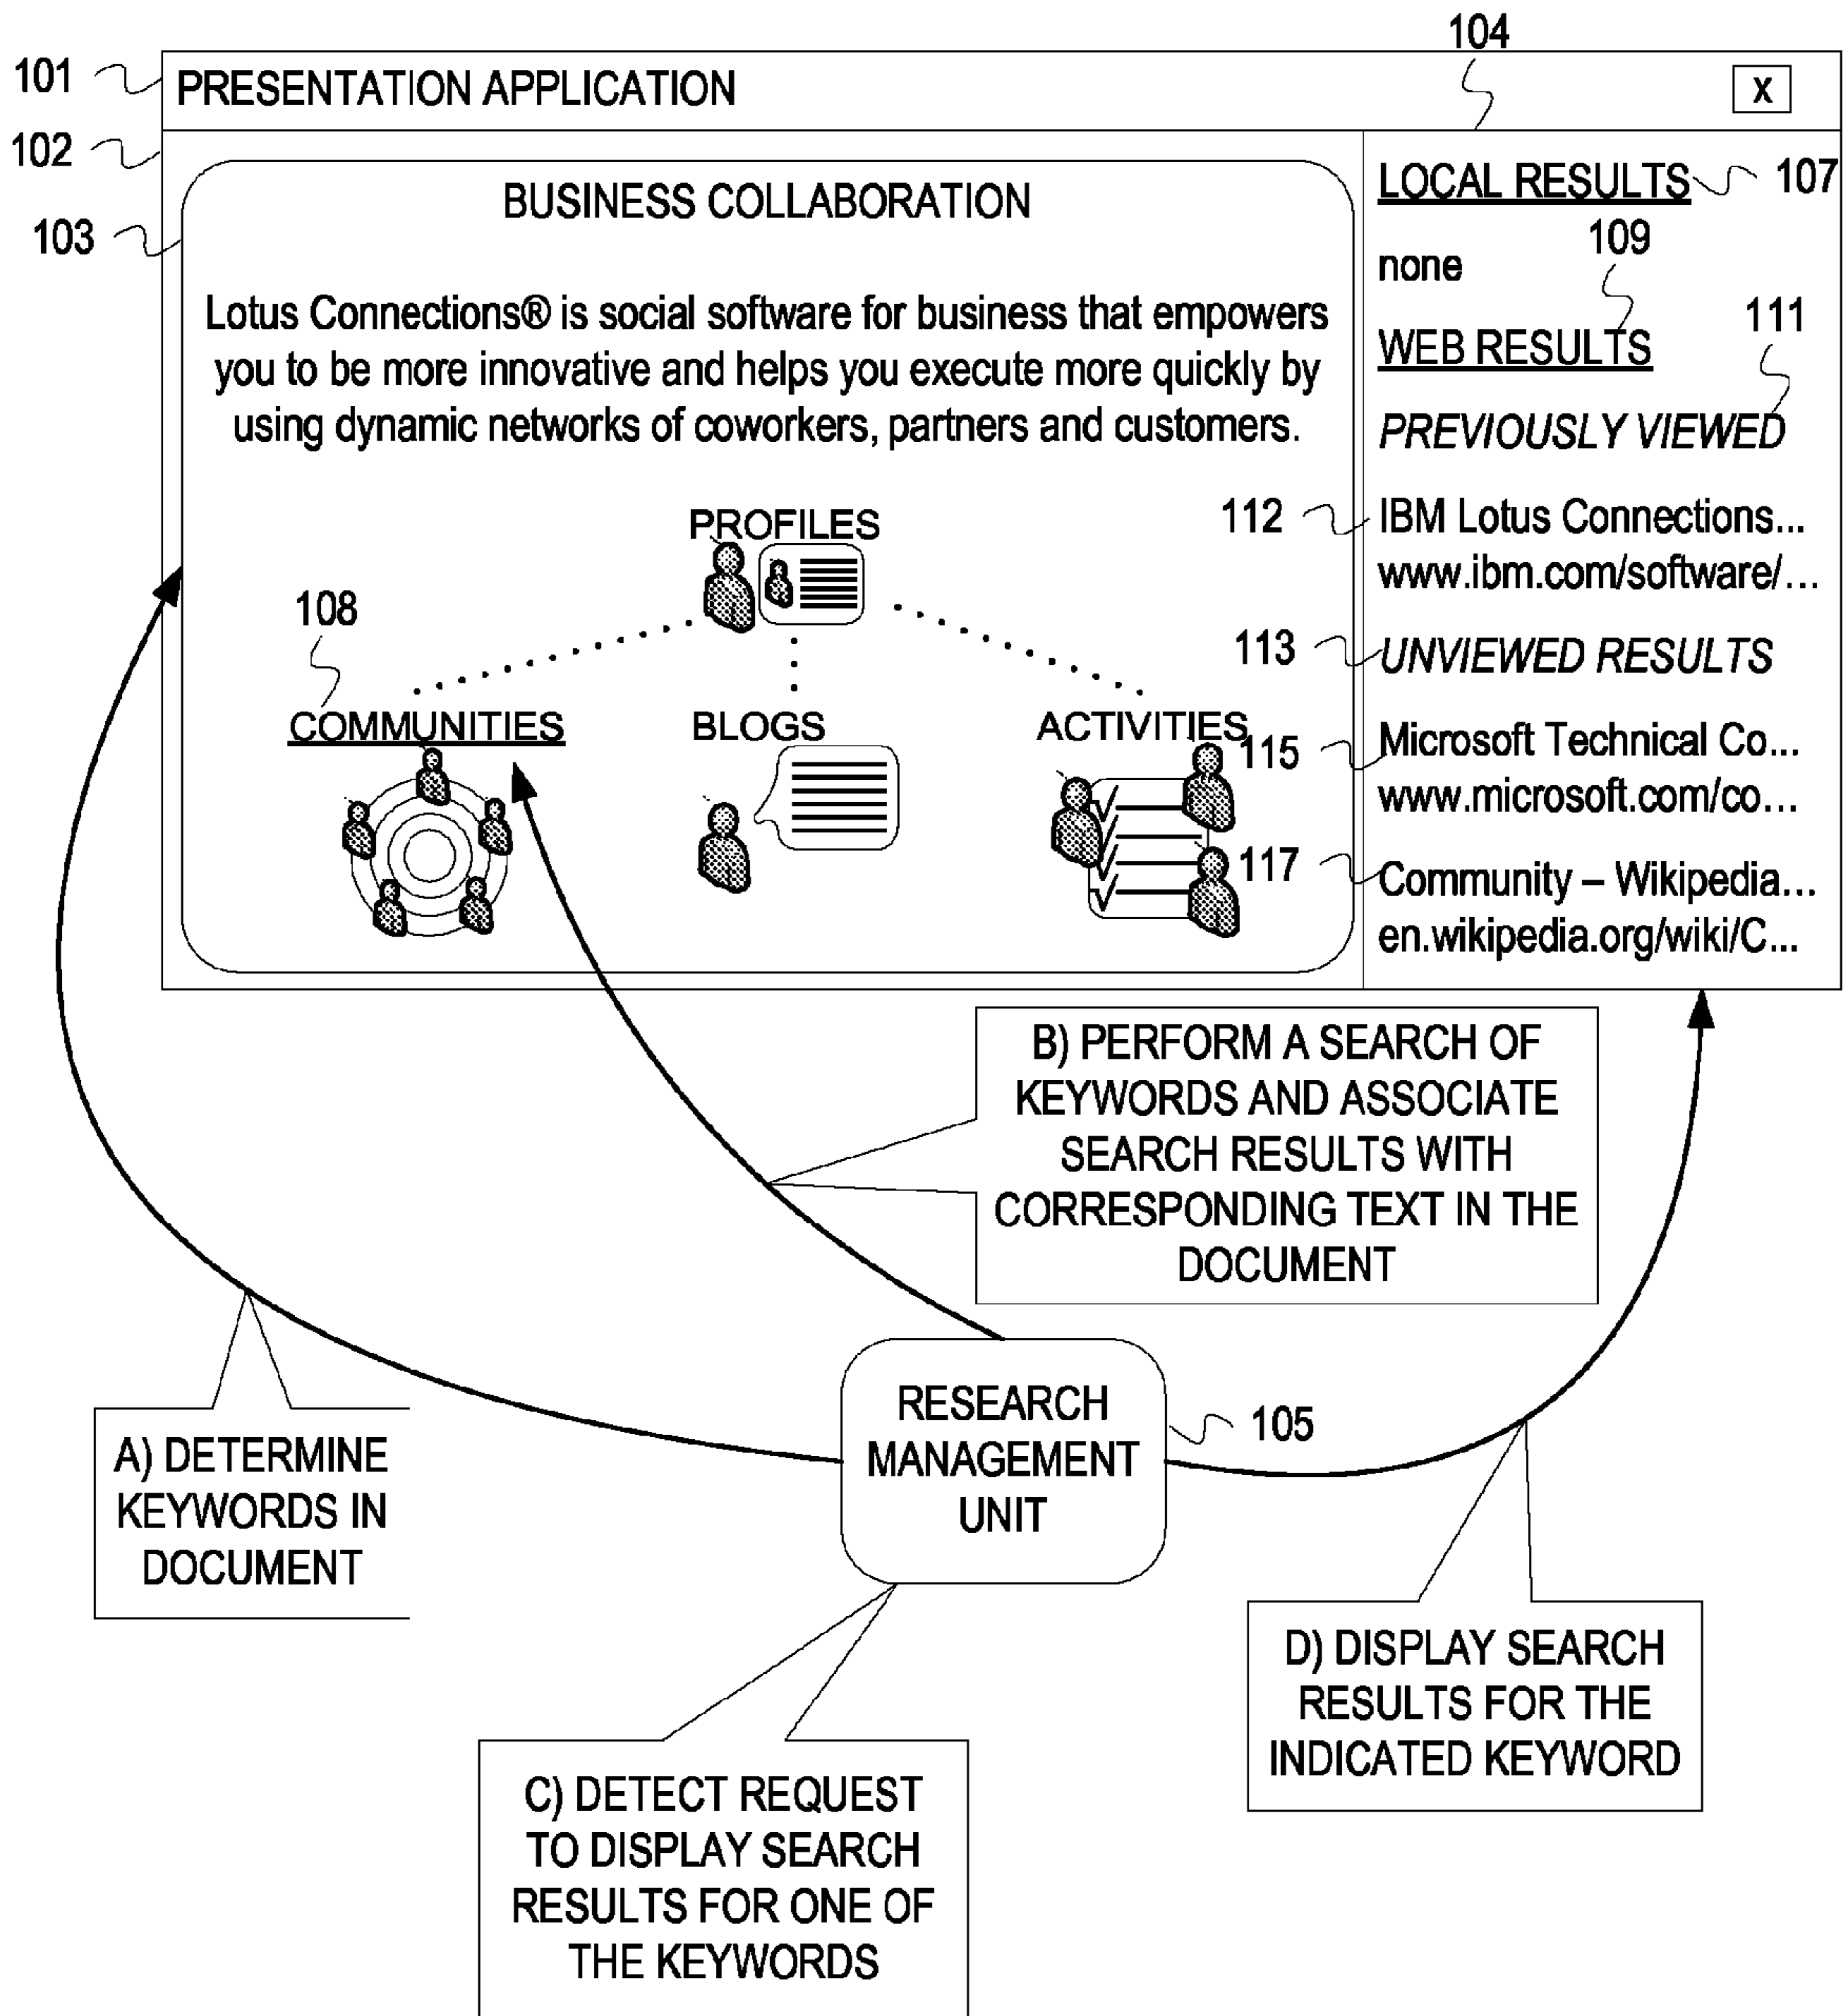 104
101
PRESENTATION APPLICATION
X
102
103
BUSINESS COLLABORATION
Lotus Connections® is social software for business that empowers
you to be more innovative and helps you execute more quickly by
using dynamic networks of coworkers, partners and customers.
PROFILES
108
COMMUNITIES
BLOGS
ACTIVITIES
LOCAL RESULTS
107
none
109
WEB RESULTS
111
PREVIOUSLY VIEWED
112
IBM Lotus Connections...
www.ibm.com/software/...
113
UNVIEWED RESULTS
115
Microsoft Technical Co...
www.microsoft.com/co...
117
Community – Wikipedia...
en.wikipedia.org/wiki/C...
B) PERFORM A SEARCH OF
KEYWORDS AND ASSOCIATE
SEARCH RESULTS WITH
CORRESPONDING TEXT IN THE
DOCUMENT
RESEARCH
MANAGEMENT
UNIT
105
A) DETERMINE
KEYWORDS IN
DOCUMENT
D) DISPLAY SEARCH
RESULTS FOR THE
INDICATED KEYWORD
C) DETECT REQUEST
TO DISPLAY SEARCH
RESULTS FOR ONE OF
THE KEYWORDS